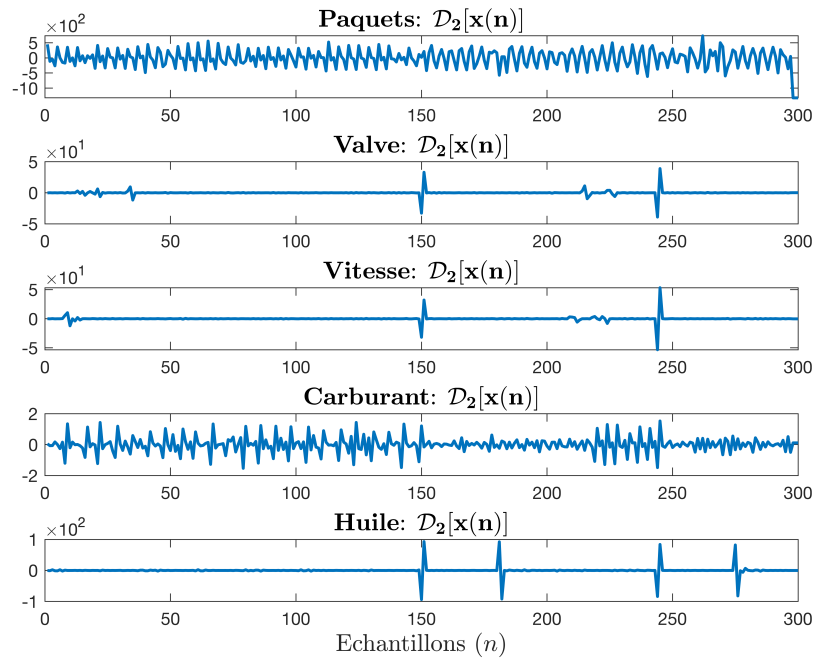 Paquets: D₂[x(n)]
×10²
5
0
-5
-10
0 50 100 150 200 250 300
Valve: D₂[x(n)]
×10¹
5
0
-5
0 50 100 150 200 250 300
Vitesse: D₂[x(n)]
×10¹
5
0
-5
0 50 100 150 200 250 300
Carburant: D₂[x(n)]
2
0
-2
0 50 100 150 200 250 300
Huile: D₂[x(n)]
×10²
1
0
-1
0 50 100 150 200 250 300
Echantillons (n)